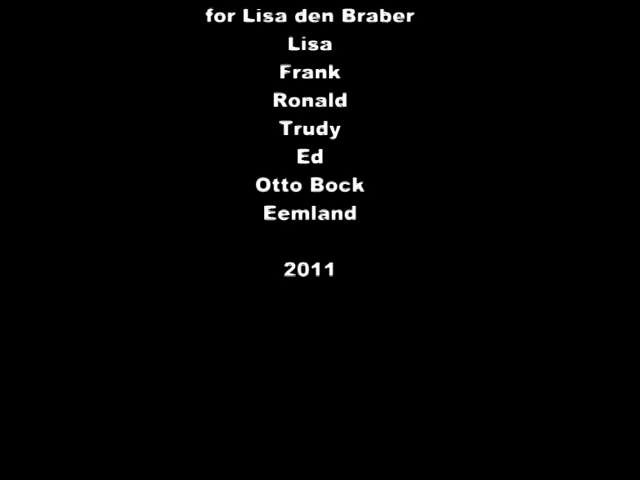 for Lisa den Braber
Lisa
Frank
Ronald
Trudy
Ed
Otto Bock
Eemland
2011